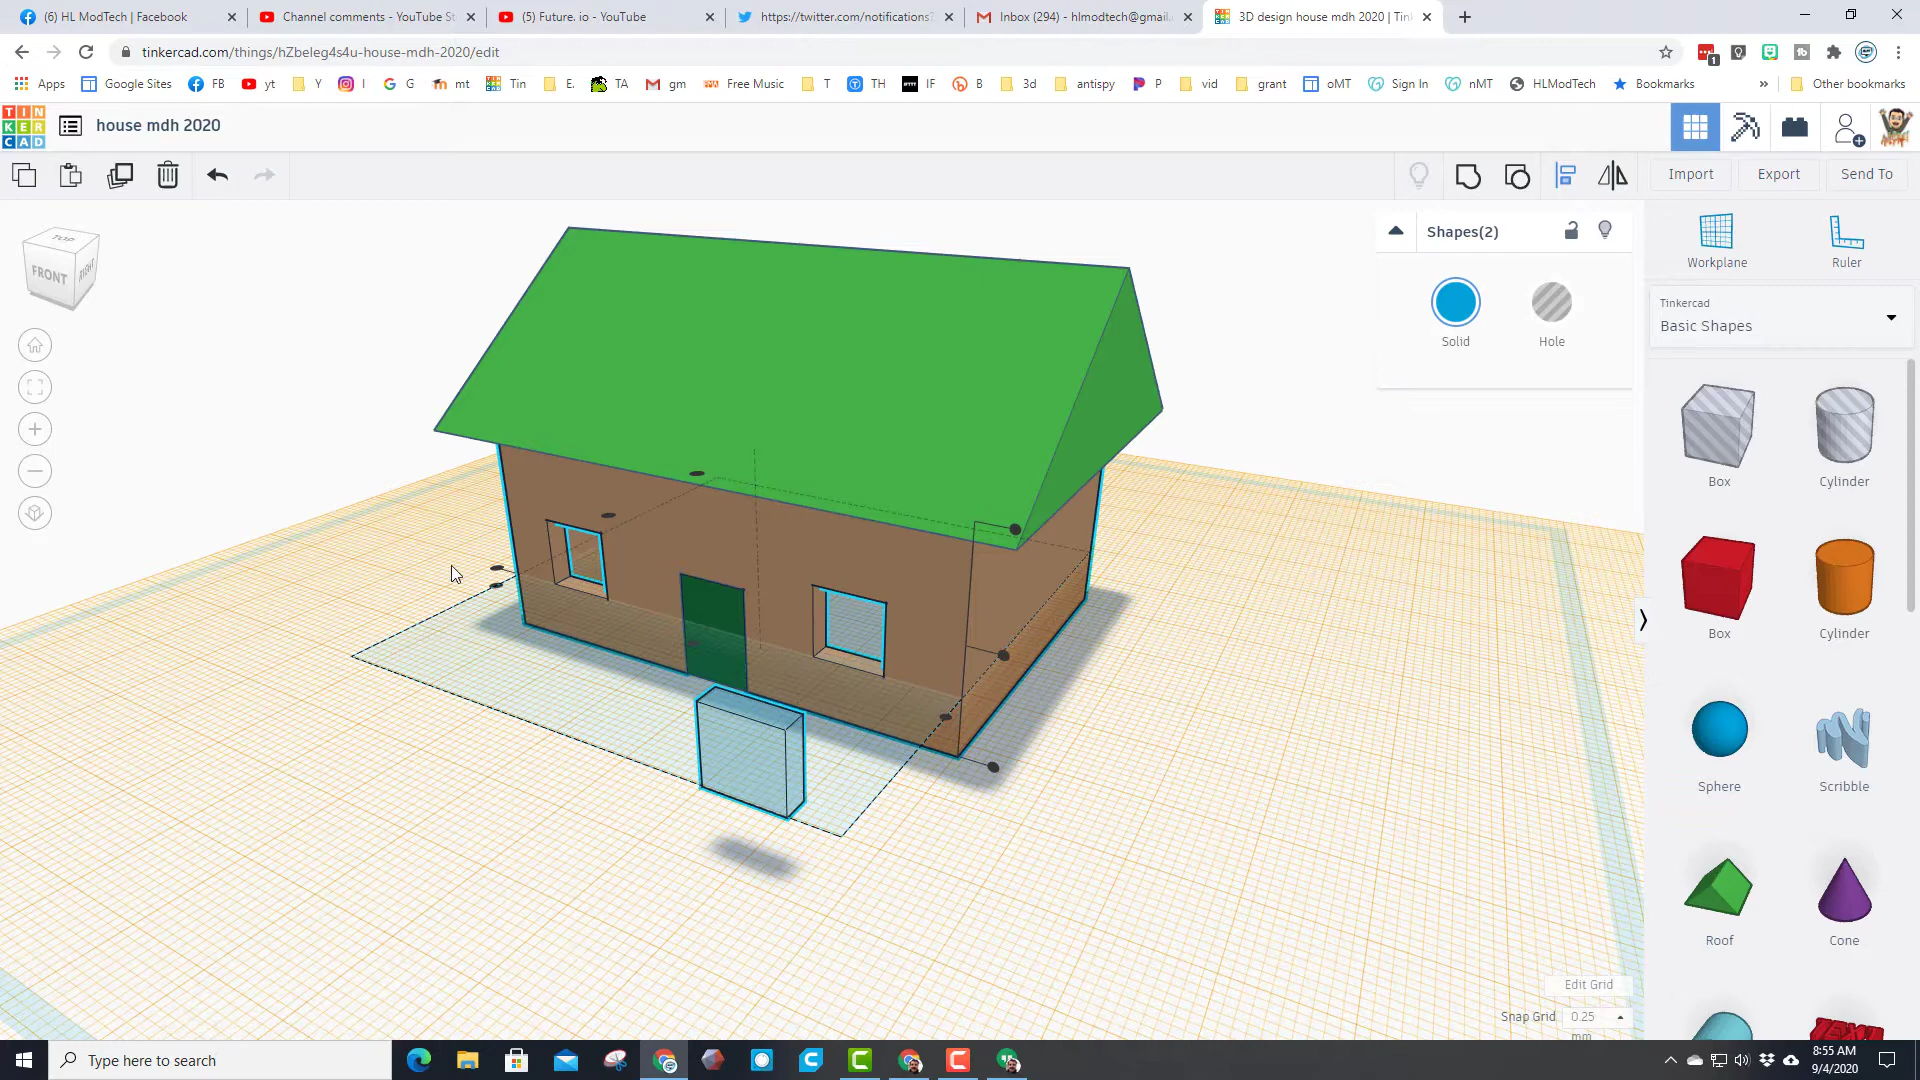 (6) HL ModTech | Facebook
Channel comments - YouTube St
(5) Future. io - YouTube
https://twitter.com/notifications?
Inbox (294) - hlmodtech@gmail.
3D design house mdh 2020 | Tin
tinkercad.com/things/hZbeleg4s4u-house-mdh-2020/edit
1
Apps
Google Sites
FB
yt
Y
I
G
mt
Tin
E.
TA
gm
Free Music
T
TH
IF
B
3d
antispy
P
vid
grant
oMT
Sign In
nMT
HLModTech
Bookmarks
»
Other bookmarks
TIN
KER
CAD
house mdh 2020
Import
Export
Send To
TOP
FRONT
RIGHT
Shapes(2)
Solid
Hole
Workplane
Ruler
Tinkercad
Basic Shapes
Box
Cylinder
Box
Cylinder
Sphere
Scribble
Roof
Cone
Edit Grid
Snap Grid
0.25
mm
Type here to search
8:55 AM
9/4/2020